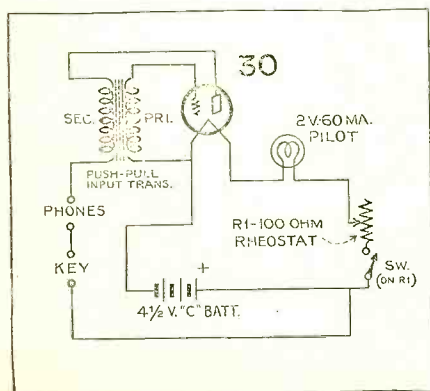 30
SEC.
PRI.
2V.-60 MA.
PILOT
PUSH-PULL
INPUT TRANS.
PHONES
KEY
R1-100 OHM
RHEOSTAT
SW.
(ON R1)
+
4½ V. "C" BATT.